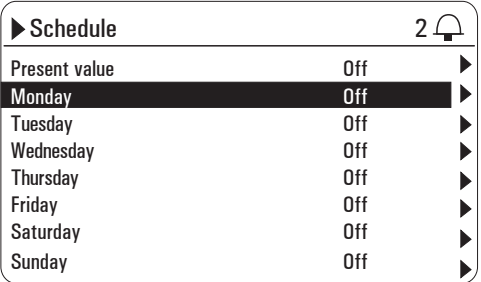 Schedule 2
Present value Off
Monday Off
Tuesday Off
Wednesday Off
Thursday Off
Friday Off
Saturday Off
Sunday Off